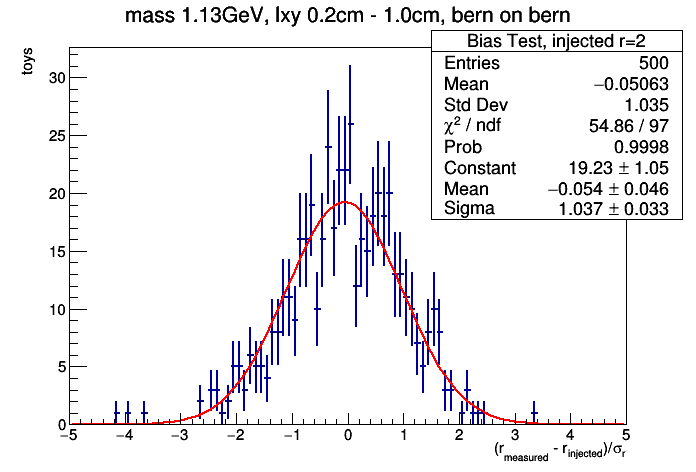 mass 1.13GeV, lxy 0.2cm - 1.0cm, bern on bern
toys
Bias Test, injected r=2
Entries 500
Mean −0.05063
Std Dev 1.035
χ² / ndf 54.86 / 97
Prob 0.9998
Constant 19.23 ± 1.05
Mean −0.054 ± 0.046
Sigma 1.037 ± 0.033
30
25
20
15
10
5
0
−5 −4 −3 −2 −1 0 1 2 3 4 5
(r_measured - r_injected)/σ_r